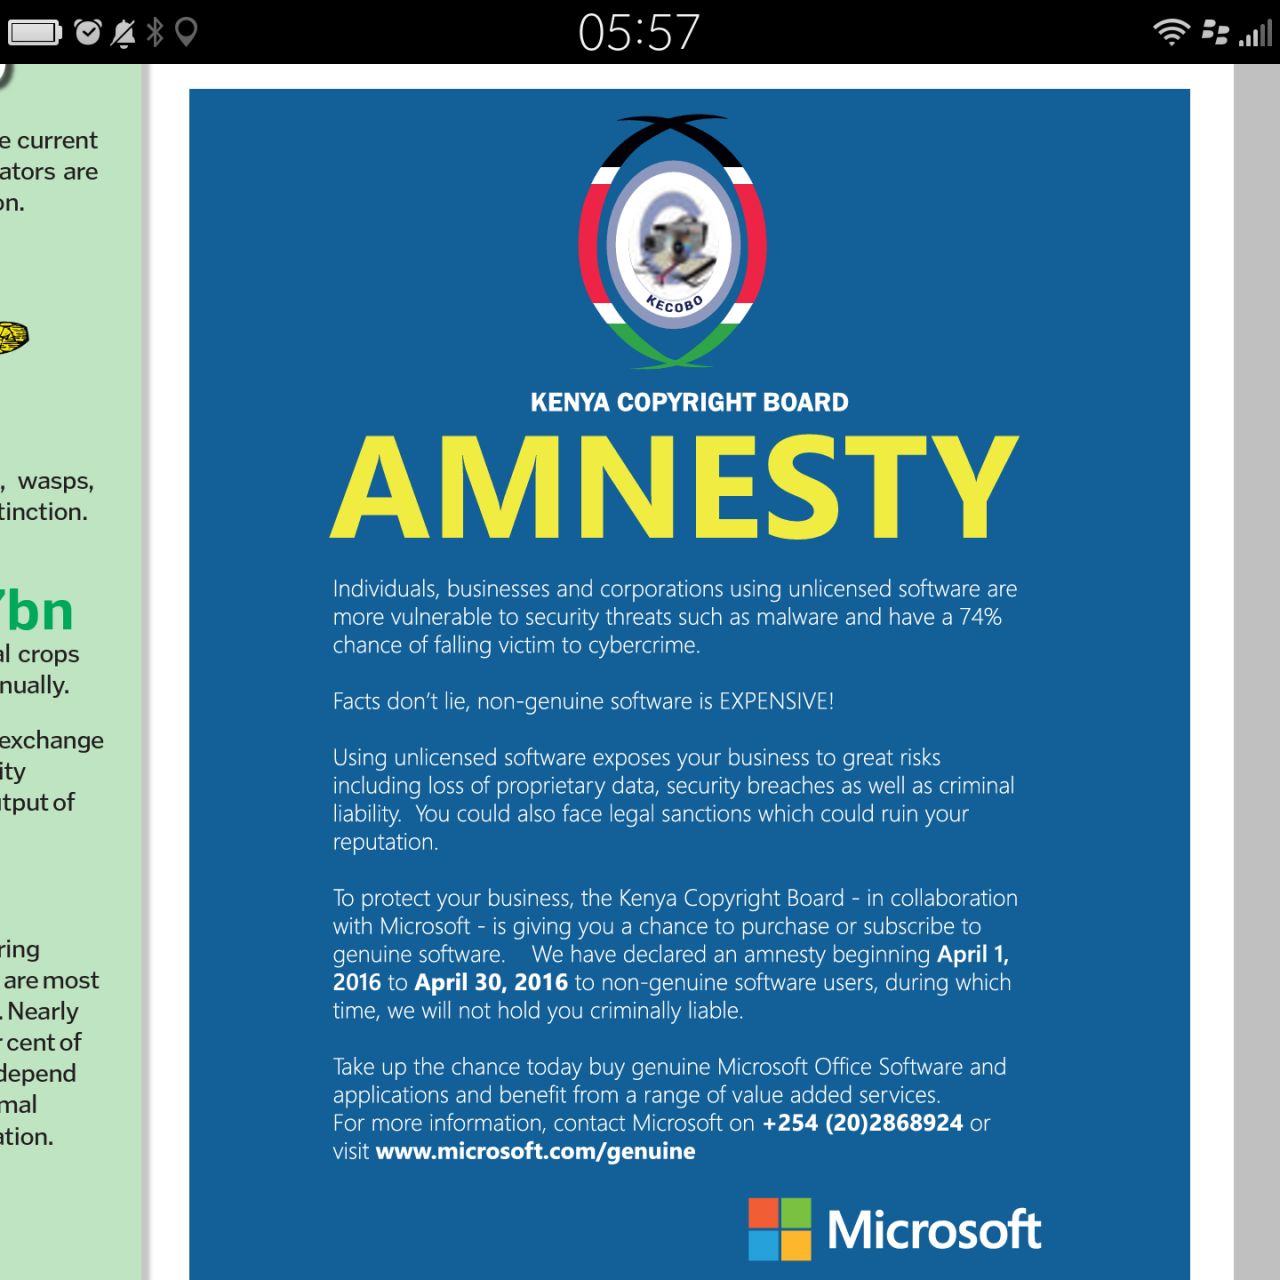 05:57
e current
ators are
on.
, wasps,
tinction.
7bn
al crops
nually.
exchange
ity
tput of
ring
are most
. Nearly
r cent of
depend
mal
ation.
KECOBO
KENYA COPYRIGHT BOARD
AMNESTY
Individuals, businesses and corporations using unlicensed software are
more vulnerable to security threats such as malware and have a 74%
chance of falling victim to cybercrime.
Facts don't lie, non-genuine software is EXPENSIVE!
Using unlicensed software exposes your business to great risks
including loss of proprietary data, security breaches as well as criminal
liability. You could also face legal sanctions which could ruin your
reputation.
To protect your business, the Kenya Copyright Board - in collaboration
with Microsoft - is giving you a chance to purchase or subscribe to
genuine software. We have declared an amnesty beginning April 1,
2016 to April 30, 2016 to non-genuine software users, during which
time, we will not hold you criminally liable.
Take up the chance today buy genuine Microsoft Office Software and
applications and benefit from a range of value added services.
For more information, contact Microsoft on +254 (20)2868924 or
visit www.microsoft.com/genuine
Microsoft